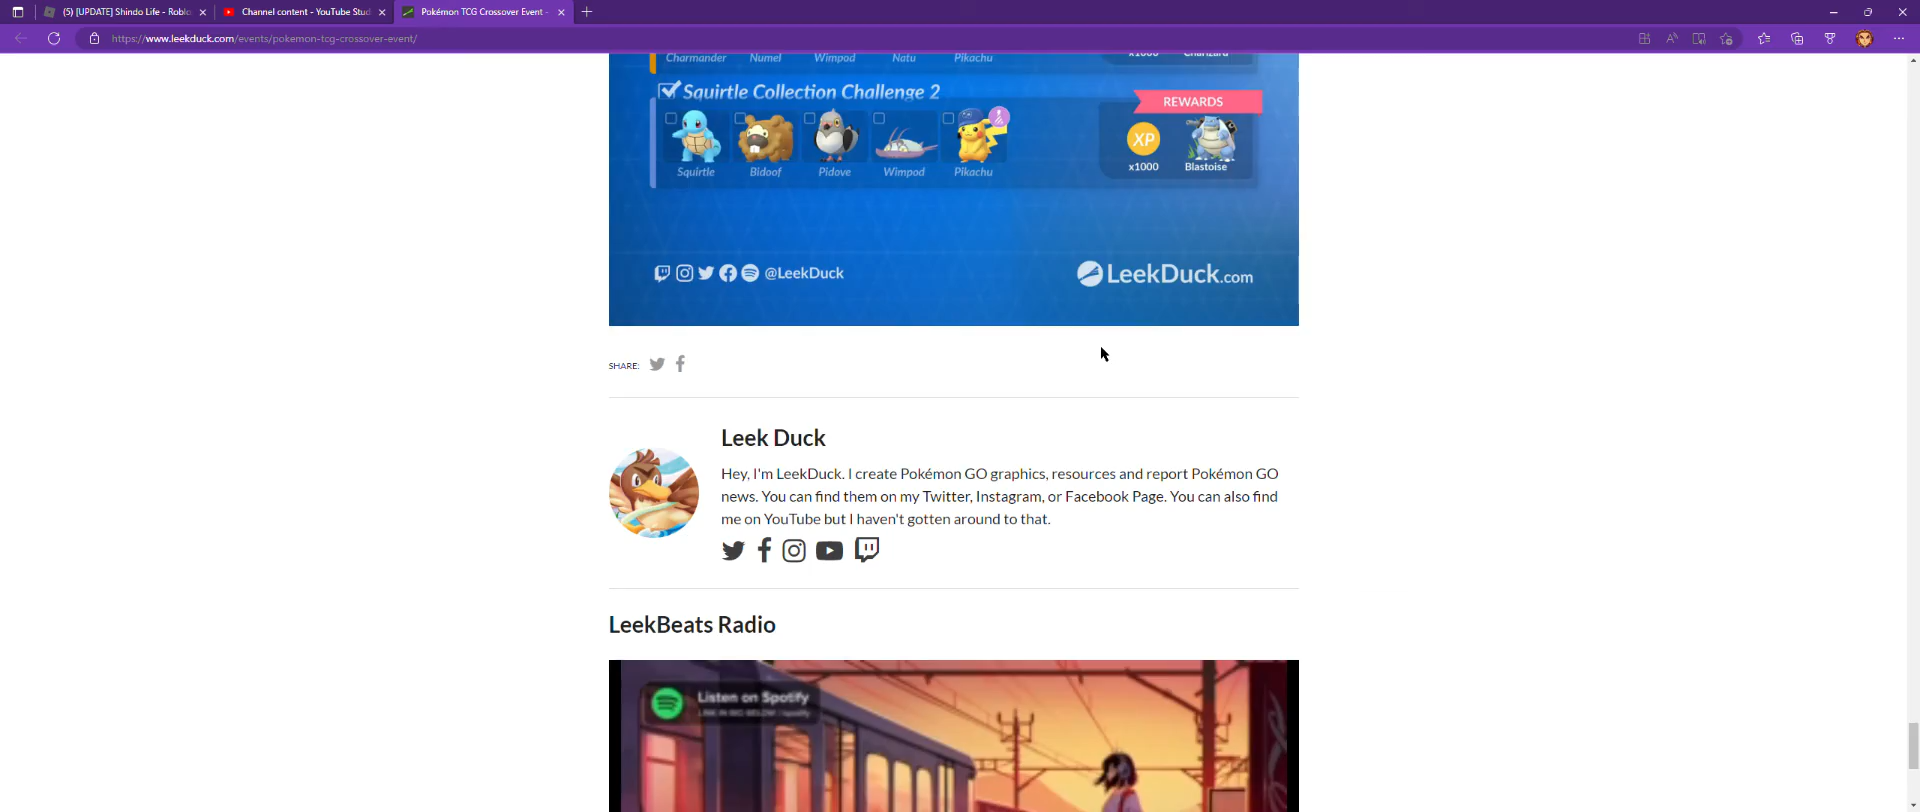 (5) [UPDATE] Shindo Life - Roblo
Channel content - YouTube Stud
Pokémon TCG Crossover Event -
https://www.leekduck.com/events/pokemon-tcg-crossover-event/
Charmander Numel Wimpod Natu Pikachu
x1000 Charizard
Squirtle Collection Challenge 2
REWARDS
XP
Squirtle Bidoof Pidove Wimpod Pikachu
x1000 Blastoise
@LeekDuck
LeekDuck.com
SHARE:
Leek Duck
Hey, I'm LeekDuck. I create Pokémon GO graphics, resources and report Pokémon GO
news. You can find them on my Twitter, Instagram, or Facebook Page. You can also find
me on YouTube but I haven't gotten around to that.
LeekBeats Radio
Listen on Spotify